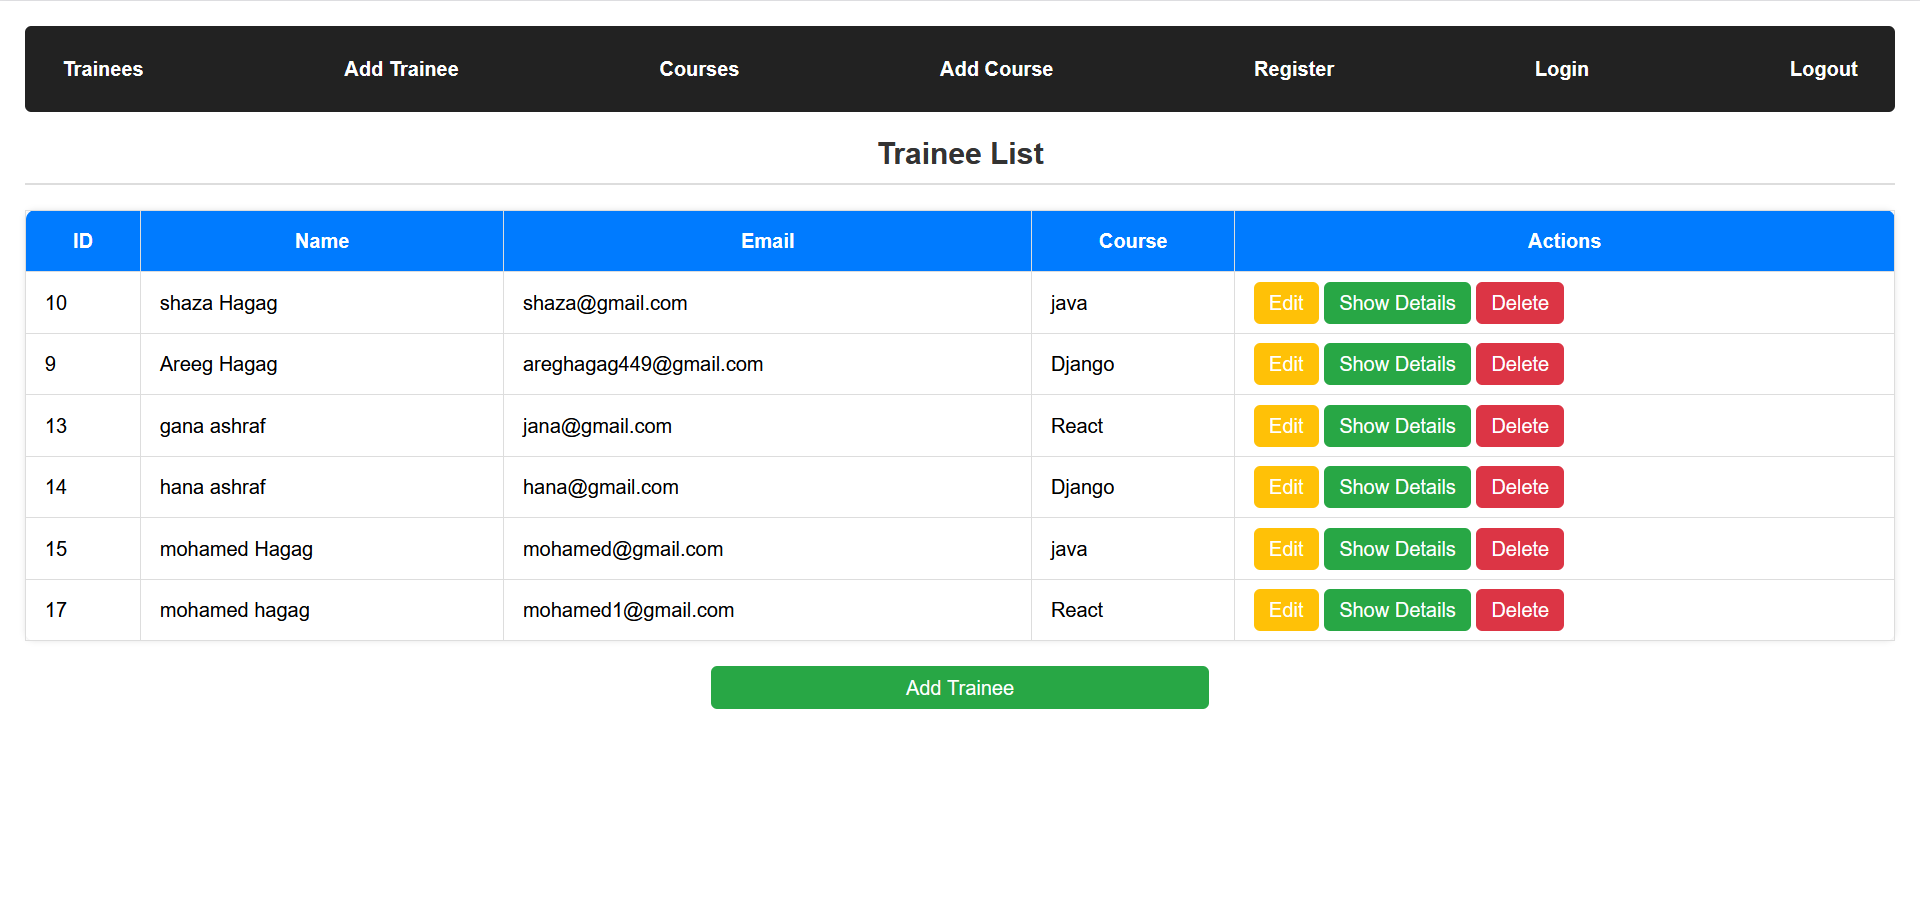 Trainees Add Trainee Courses Add Course Register Login Logout
Trainee List
ID Name Email Course Actions
10 shaza Hagag shaza@gmail.com java Edit Show Details Delete
9 Areeg Hagag areghagag449@gmail.com Django Edit Show Details Delete
13 gana ashraf jana@gmail.com React Edit Show Details Delete
14 hana ashraf hana@gmail.com Django Edit Show Details Delete
15 mohamed Hagag mohamed@gmail.com java Edit Show Details Delete
17 mohamed hagag mohamed1@gmail.com React Edit Show Details Delete
Add Trainee